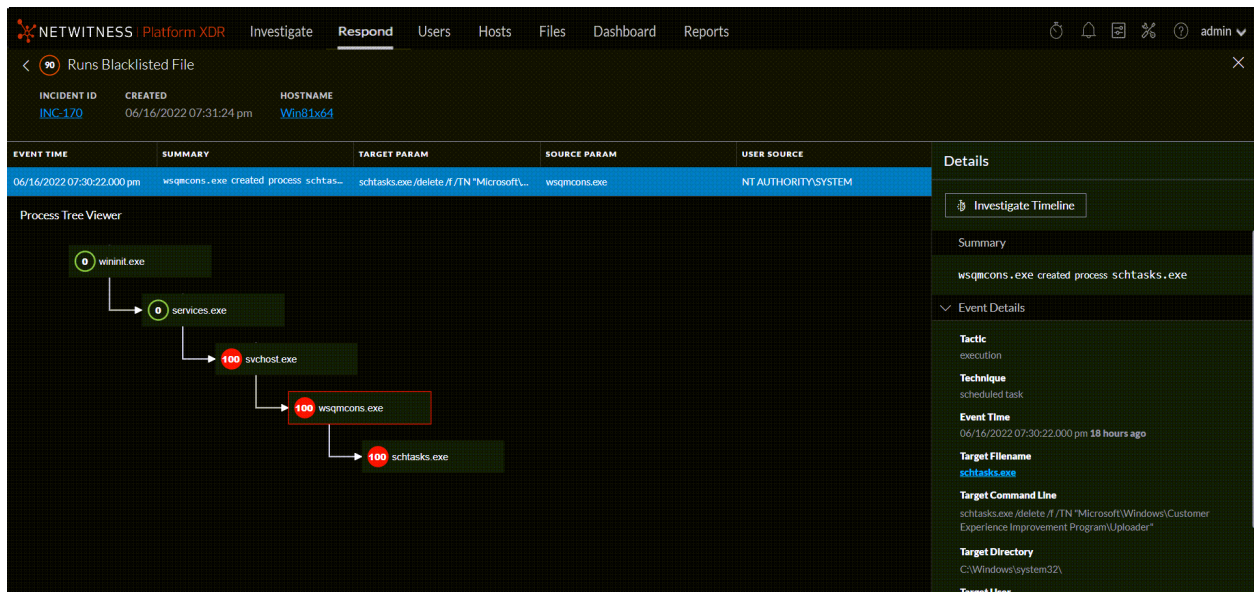 NETWITNESS Platform XDR Investigate Respond Users Hosts Files Dashboard Reports admin
90 Runs Blacklisted File
INCIDENT ID CREATED HOSTNAME
INC-170 06/16/2022 07:31:24 pm Win81x64
EVENT TIME SUMMARY TARGET PARAM SOURCE PARAM USER SOURCE
06/16/2022 07:30:22.000 pm wsqmcons.exe created process schtas... schtasks.exe /delete /f /TN "Microsoft\... wsqmcons.exe NT AUTHORITY\SYSTEM
Process Tree Viewer
0 wininit.exe
0 services.exe
100 svchost.exe
100 wsqmcons.exe
100 schtasks.exe
Details
Investigate Timeline
Summary
wsqmcons.exe created process schtasks.exe
Event Details
Tactic
execution
Technique
scheduled task
Event Time
06/16/2022 07:30:22.000 pm 18 hours ago
Target Filename
schtasks.exe
Target Command Line
schtasks.exe /delete /f /TN "Microsoft\Windows\Customer
Experience Improvement Program\Uploader"
Target Directory
C:\Windows\system32\
Target User